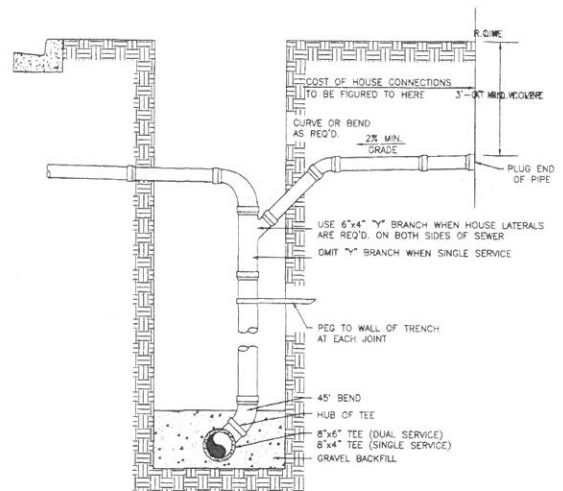 COST OF HOUSE CONNECTIONS
TO BE FIGURED TO HERE
CURVE OR BEND
AS REQ'D.
2% MIN.
GRADE
PLUG END
OF PIPE
USE 6"x4" "Y" BRANCH WHEN HOUSE LATERALS
ARE REQ'D. ON BOTH SIDES OF SEWER
OMIT "Y" BRANCH WHEN SINGLE SERVICE
PEG TO WALL OF TRENCH
AT EACH JOINT
45° BEND
HUB OF TEE
8"x6" TEE (DUAL SERVICE)
8"x4" TEE (SINGLE SERVICE)
GRAVEL BACKFILL